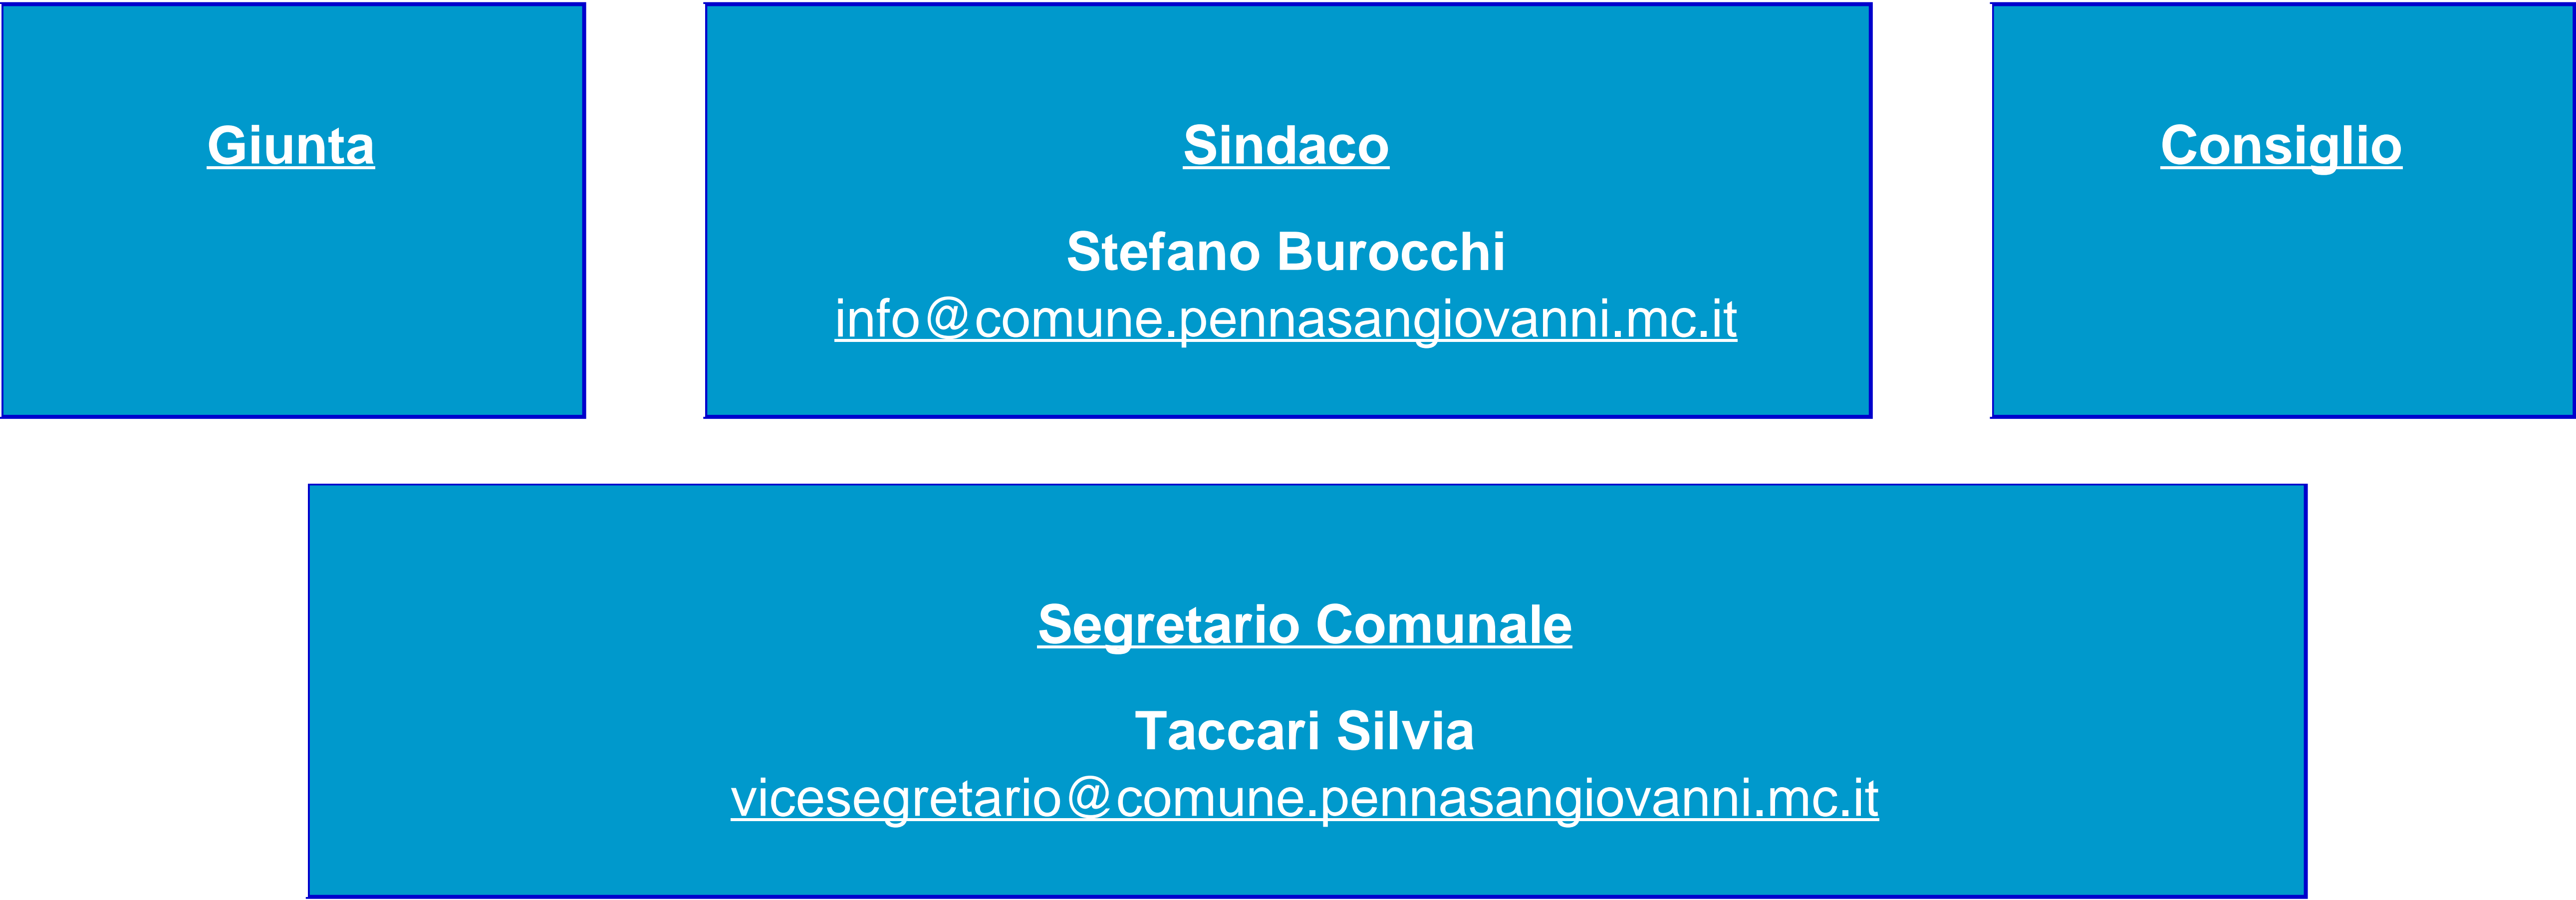 Giunta
Sindaco
Stefano Burocchi
info@comune.pennasangiovanni.mc.it
Consiglio
Segretario Comunale
Taccari Silvia
vicesegretario@comune.pennasangiovanni.mc.it